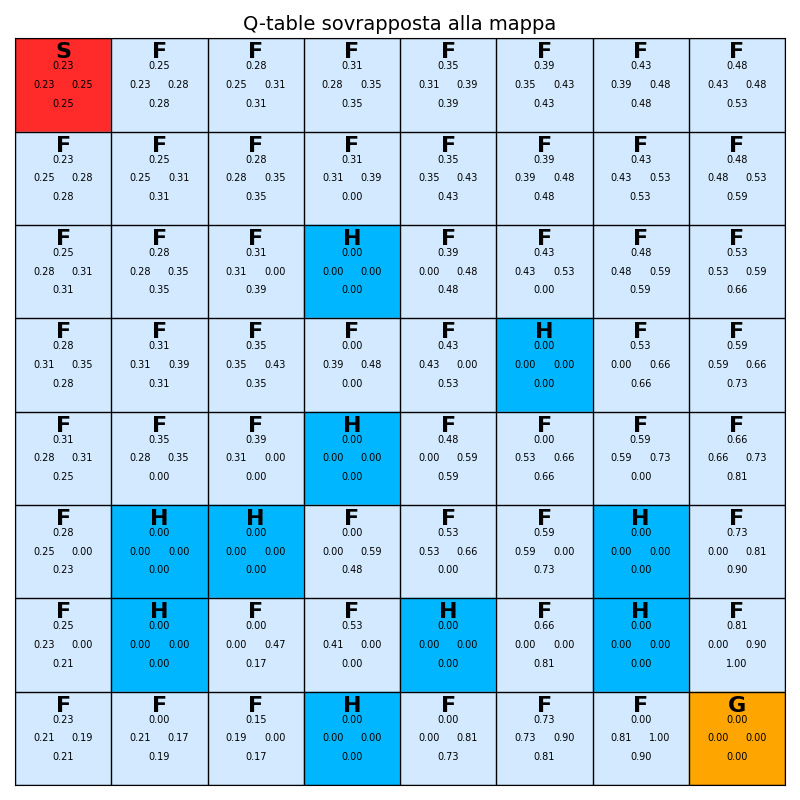 Q-table sovrapposta alla mappa
S F F F F F F F
0.23 0.25 0.28 0.31 0.35 0.39 0.43 0.48
0.23 0.25 0.23 0.28 0.25 0.31 0.28 0.35 0.31 0.39 0.35 0.43 0.39 0.48 0.43 0.48
0.25 0.28 0.31 0.35 0.39 0.43 0.48 0.53
F F F F F F F F
0.23 0.25 0.28 0.31 0.35 0.39 0.43 0.48
0.25 0.28 0.25 0.31 0.28 0.35 0.31 0.39 0.35 0.43 0.39 0.48 0.43 0.53 0.48 0.53
0.28 0.31 0.35 0.00 0.43 0.48 0.53 0.59
F F F H F F F F
0.25 0.28 0.31 0.00 0.39 0.43 0.48 0.53
0.28 0.31 0.28 0.35 0.31 0.00 0.00 0.00 0.00 0.48 0.43 0.53 0.48 0.59 0.53 0.59
0.31 0.35 0.39 0.00 0.48 0.00 0.59 0.66
F F F F F H F F
0.28 0.31 0.35 0.00 0.43 0.00 0.53 0.59
0.31 0.35 0.31 0.39 0.35 0.43 0.39 0.48 0.43 0.00 0.00 0.00 0.00 0.66 0.59 0.66
0.28 0.31 0.35 0.00 0.53 0.00 0.66 0.73
F F F H F F F F
0.31 0.35 0.39 0.00 0.48 0.00 0.59 0.66
0.28 0.31 0.28 0.35 0.31 0.00 0.00 0.00 0.00 0.59 0.53 0.66 0.59 0.73 0.66 0.73
0.25 0.00 0.00 0.00 0.59 0.66 0.00 0.81
F H H F F F H F
0.28 0.00 0.00 0.00 0.53 0.59 0.00 0.73
0.25 0.00 0.00 0.00 0.00 0.00 0.00 0.59 0.53 0.66 0.59 0.00 0.00 0.00 0.00 0.81
0.23 0.00 0.00 0.48 0.00 0.73 0.00 0.90
F H F F H F H F
0.25 0.00 0.00 0.53 0.00 0.66 0.00 0.81
0.23 0.00 0.00 0.00 0.00 0.47 0.41 0.00 0.00 0.00 0.00 0.00 0.00 0.00 0.00 0.90
0.21 0.00 0.17 0.00 0.00 0.81 0.00 1.00
F F F H F F F G
0.23 0.00 0.15 0.00 0.00 0.73 0.00 0.00
0.21 0.19 0.21 0.17 0.19 0.00 0.00 0.00 0.00 0.81 0.73 0.90 0.81 1.00 0.00 0.00
0.21 0.19 0.17 0.00 0.73 0.81 0.90 0.00